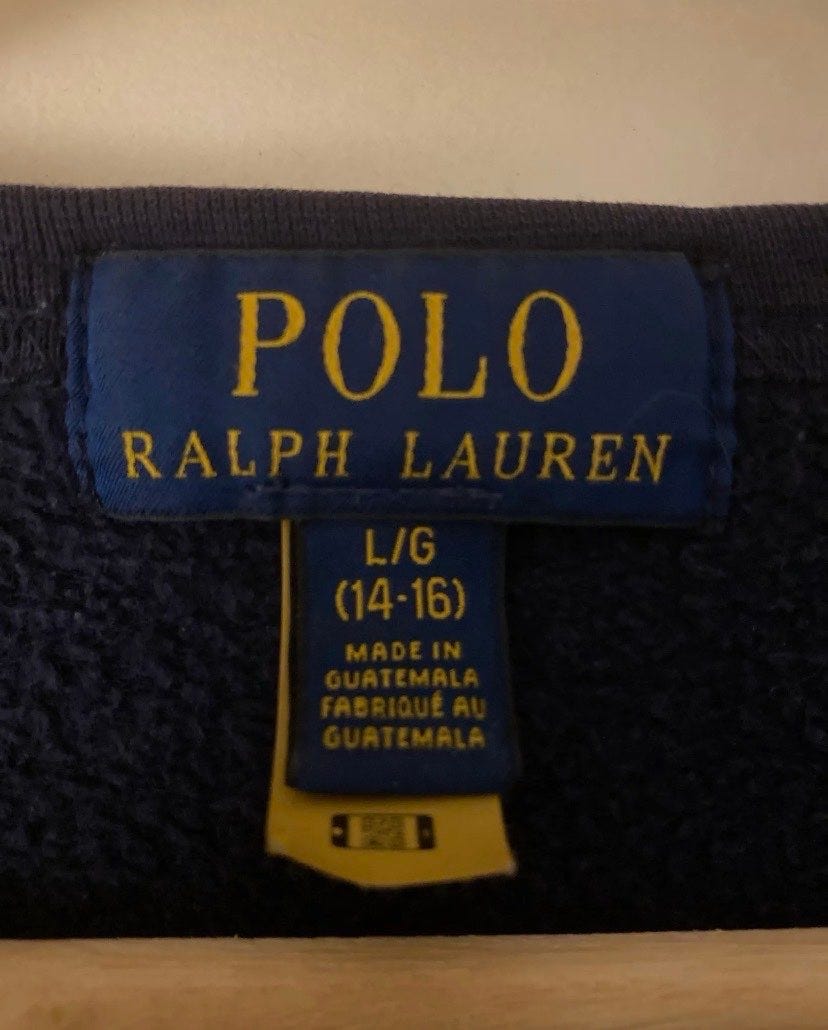 POLO
RALPH LAUREN
L/G
(14-16)
MADE IN
GUATEMALA
FABRIQUÉ AU
GUATEMALA